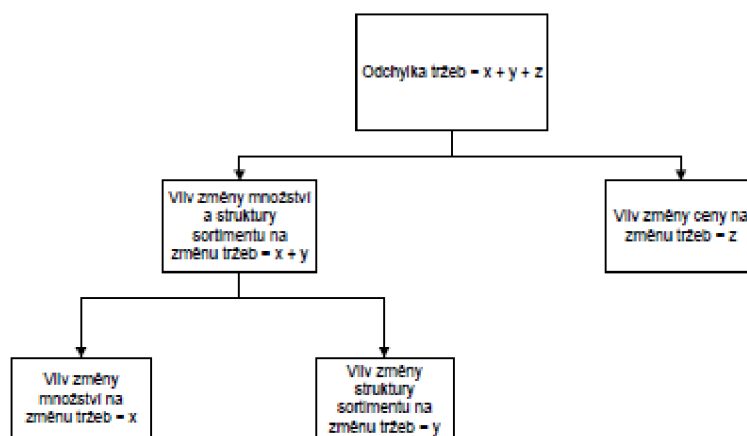 Odchylka tržeb = x + y + z
Vliv změny množství
a struktury
sortimentu na
změnu tržeb = x + y
Vliv změny ceny na
změnu tržeb = z
Vliv změny
množství na
změnu tržeb = x
Vliv změny
struktury
sortimentu na
změnu tržeb = y